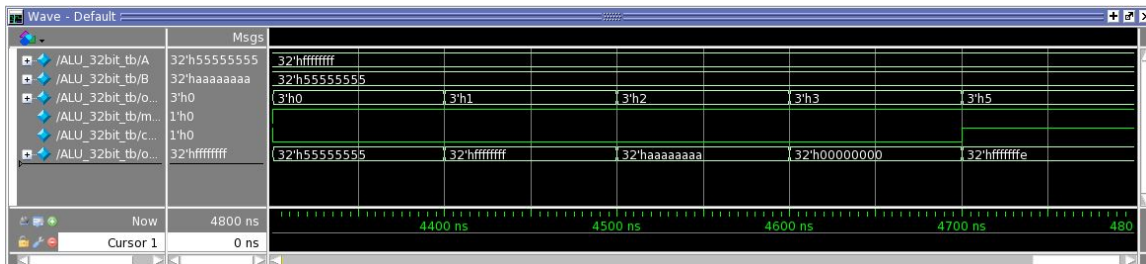 Wave - Default
Msgs
/ALU_32bit_tb/A 32'h55555555 32'hffffffff
/ALU_32bit_tb/B 32'haaaaaaaa 32'h55555555
/ALU_32bit_tb/o... 3'h0 3'h0 3'h1 3'h2 3'h3 3'h5
/ALU_32bit_tb/m... 1'h0
/ALU_32bit_tb/c... 1'h0
/ALU_32bit_tb/o... 32'hffffffff 32'h55555555 32'hffffffff 32'haaaaaaaa 32'h00000000 32'hfffffffe
Now 4800 ns 4400 ns 4500 ns 4600 ns 4700 ns 480
Cursor 1 0 ns